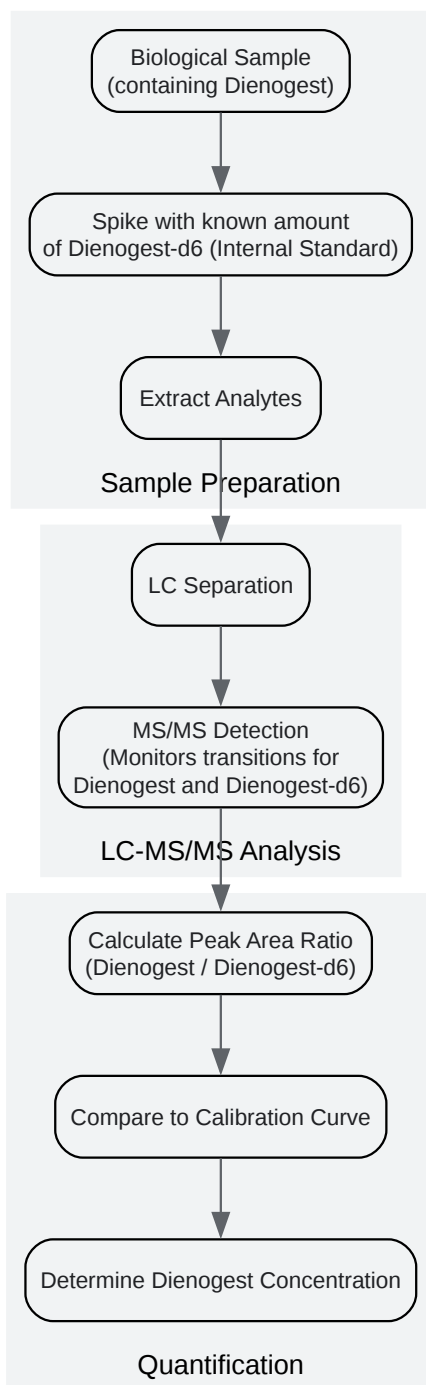 Biological Sample
(containing Dienogest)
Spike with known amount
of Dienogest-d6 (Internal Standard)
Extract Analytes
Sample Preparation
LC Separation
MS/MS Detection
(Monitors transitions for
Dienogest and Dienogest-d6)
LC-MS/MS Analysis
Calculate Peak Area Ratio
(Dienogest / Dienogest-d6)
Compare to Calibration Curve
Determine Dienogest Concentration
Quantification